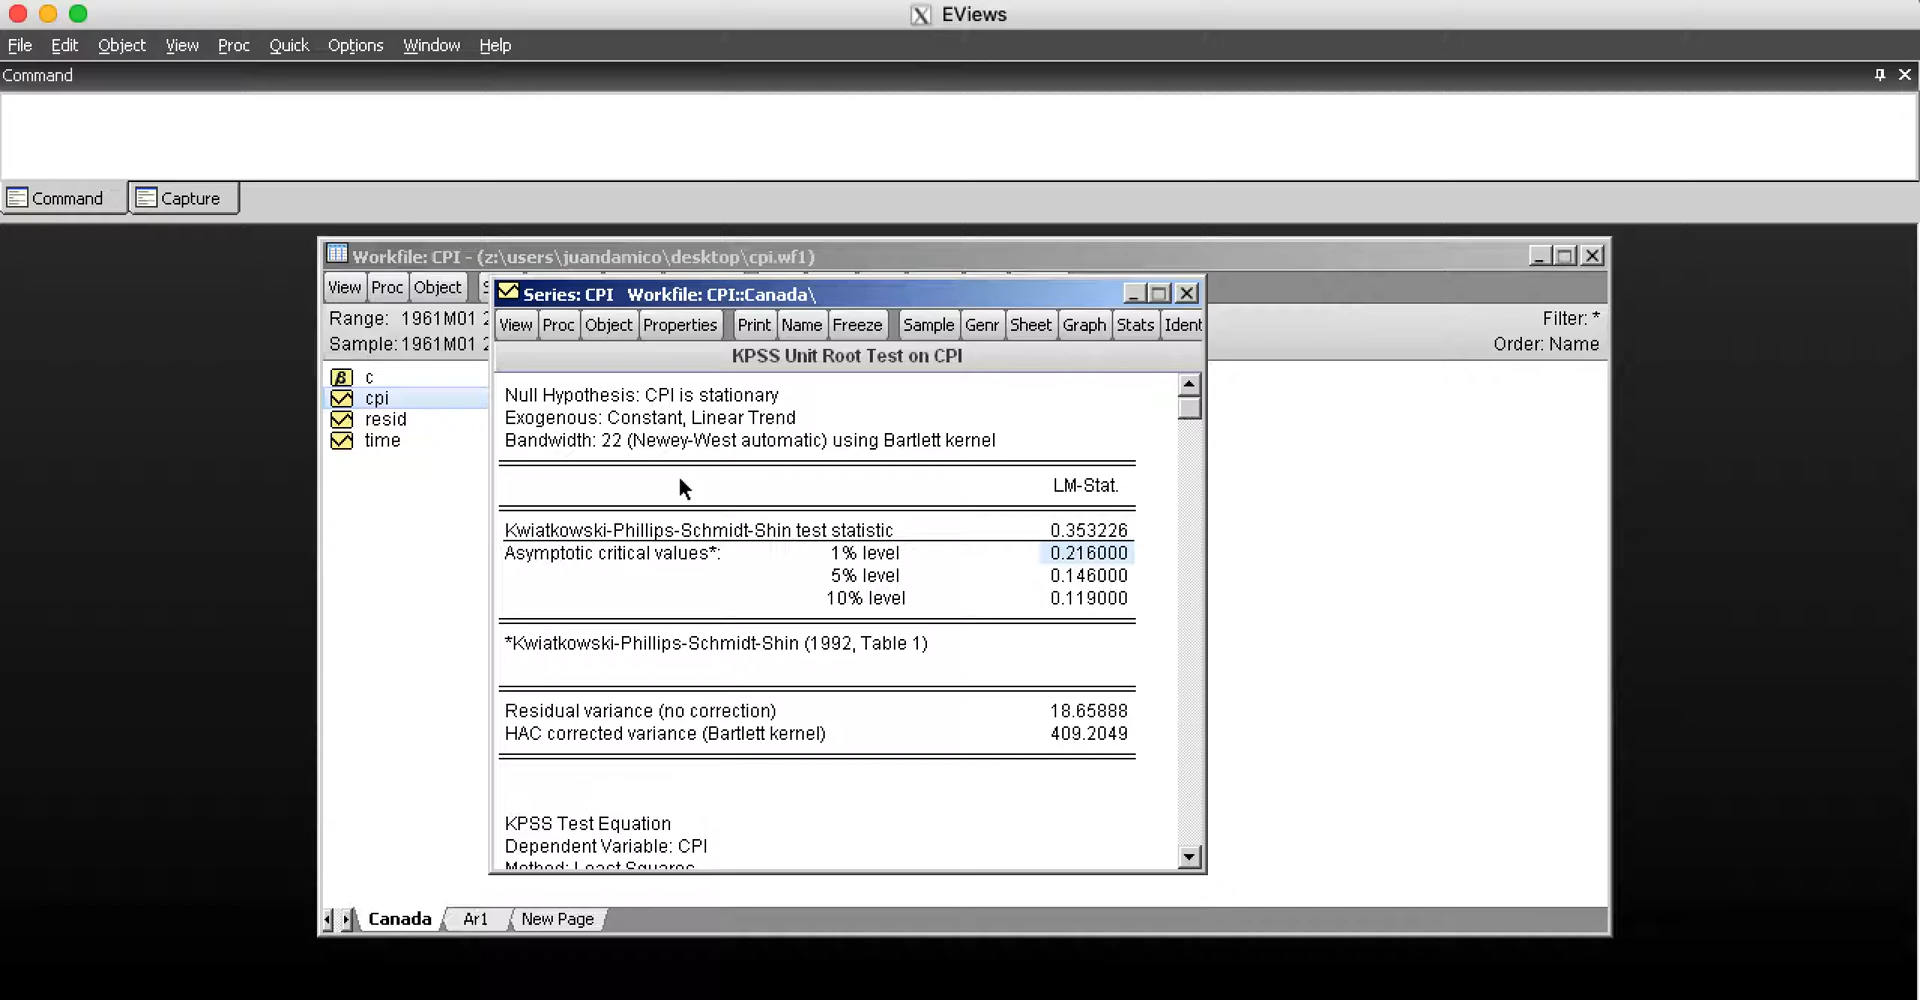 EViews
File Edit Object View Proc Quick Options Window Help
Command
Command Capture
Workfile: CPI - (z:\users\juandamico\desktop\cpi.wf1)
View Proc Object
Series: CPI Workfile: CPI::Canada\
View Proc Object Properties Print Name Freeze Sample Genr Sheet Graph Stats Ident
Range: 1961M01 2
Filter: *
Sample: 1961M01 2
Order: Name
KPSS Unit Root Test on CPI
c
cpi
resid
time
Null Hypothesis: CPI is stationary
Exogenous: Constant, Linear Trend
Bandwidth: 22 (Newey-West automatic) using Bartlett kernel
LM-Stat.
Kwiatkowski-Phillips-Schmidt-Shin test statistic 0.353226
Asymptotic critical values*: 1% level 0.216000
5% level 0.146000
10% level 0.119000
*Kwiatkowski-Phillips-Schmidt-Shin (1992, Table 1)
Residual variance (no correction) 18.65888
HAC corrected variance (Bartlett kernel) 409.2049
KPSS Test Equation
Dependent Variable: CPI
Method: Least Squares
Canada Ar1 New Page